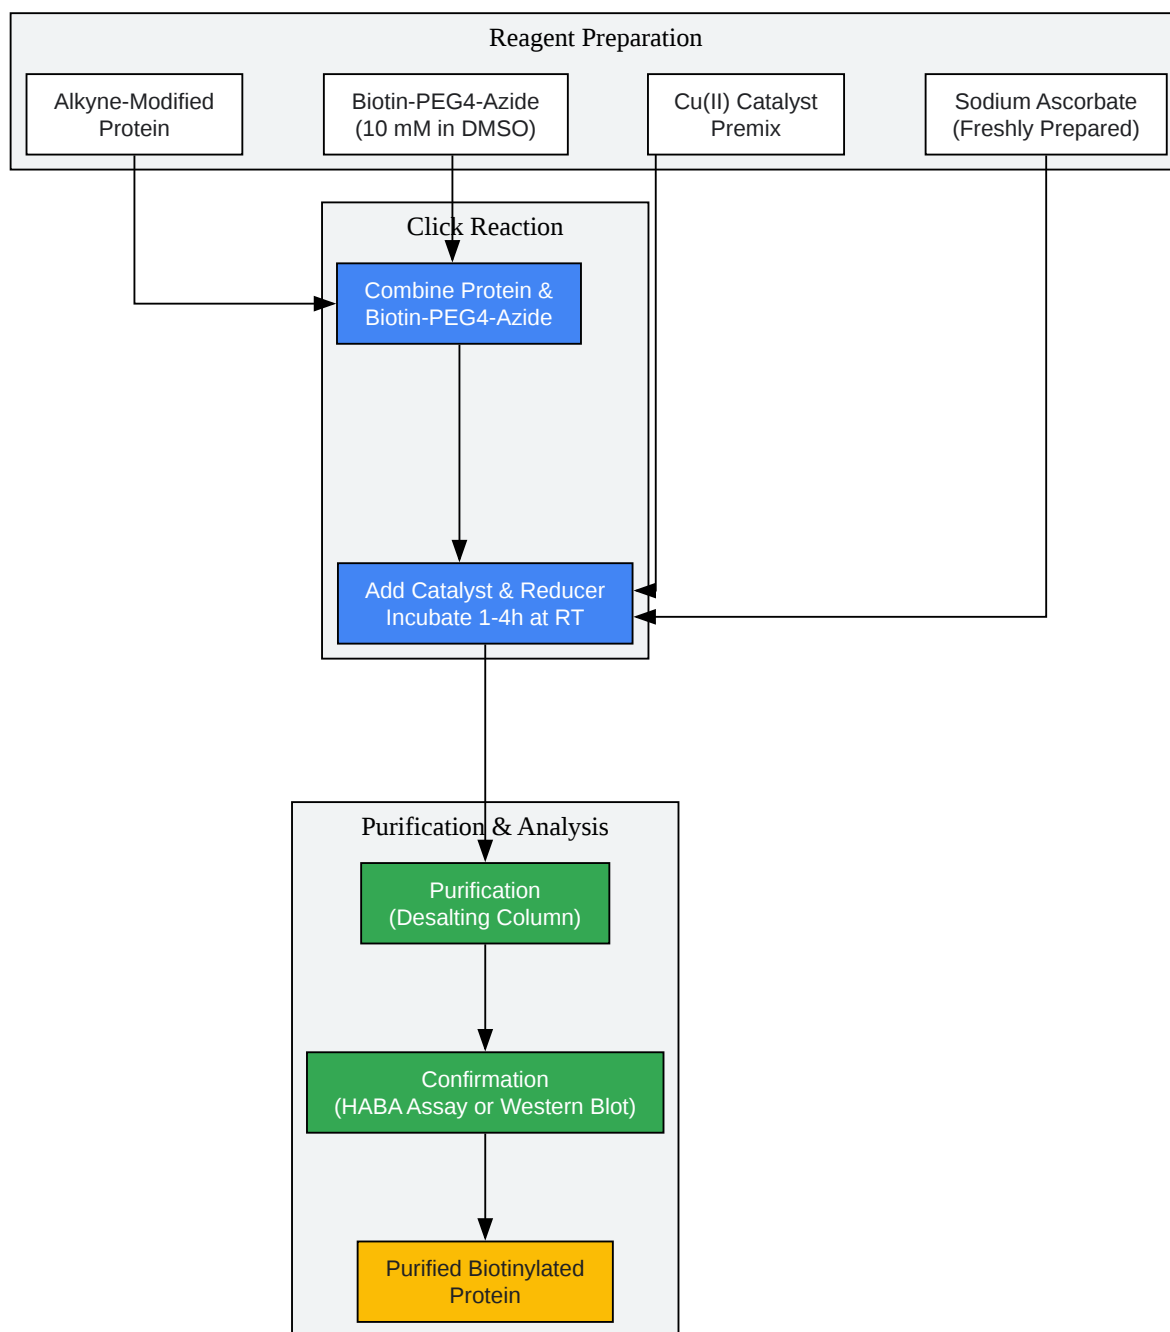 Reagent Preparation
Alkyne-Modified
Protein
Biotin-PEG4-Azide
(10 mM in DMSO)
Cu(II) Catalyst
Premix
Sodium Ascorbate
(Freshly Prepared)
Click Reaction
Combine Protein &
Biotin-PEG4-Azide
Add Catalyst & Reducer
Incubate 1-4h at RT
Purification & Analysis
Purification
(Desalting Column)
Confirmation
(HABA Assay or Western Blot)
Purified Biotinylated
Protein